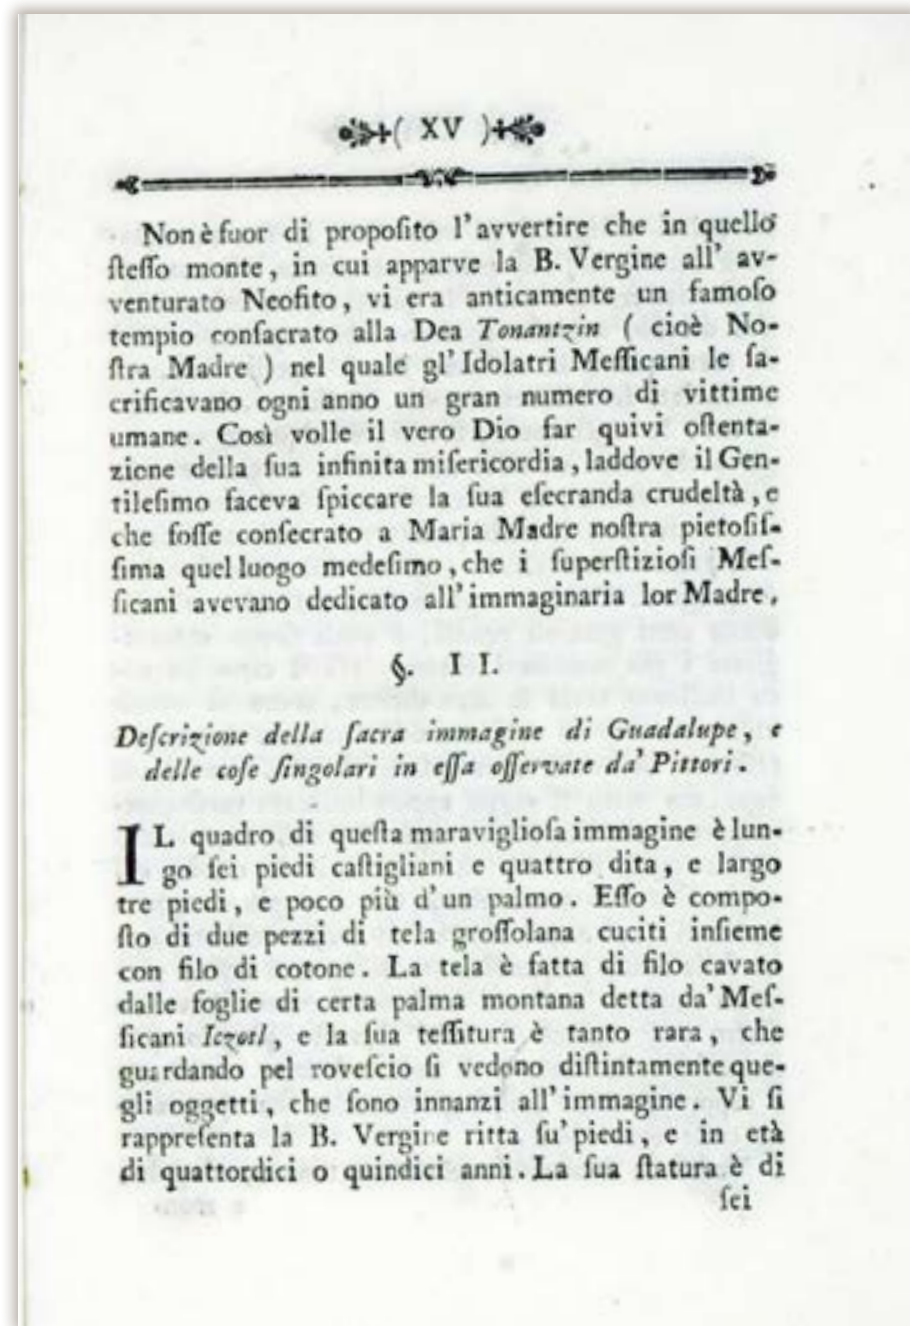 ( XV )
Non è fuor di propoſito l'avvertire che in quello
ſteſſo monte, in cui apparve la B. Vergine all' av-
venturato Neofito, vi era anticamente un famoſo
tempio conſacrato alla Dea Tonantzin ( cioè No-
ſtra Madre ) nel quale gl'Idolatri Meſſicani le ſa-
crificavano ogni anno un gran numero di vittime
umane. Così volle il vero Dio far quivi oſtenta-
zione della ſua infinita miſericordia, laddove il Gen-
tileſimo faceva ſpiccare la ſua eſecranda crudeltà, e
che foſſe conſecrato a Maria Madre noſtra pietoſiſ-
ſima quel luogo medeſimo, che i ſuperſtizioſi Meſ-
ſicani avevano dedicato all'immaginaria lor Madre.
§. II.
Deſcrizione della ſacra immagine di Guadalupe, e
delle coſe ſingolari in eſſa oſſervate da' Pittori.
IL quadro di queſta maraviglioſa immagine è lun-
go ſei piedi caſtigliani e quattro dita, e largo
tre piedi, e poco più d'un palmo. Eſſo è compo-
ſto di due pezzi di tela groſſolana cuciti inſieme
con filo di cotone. La tela è fatta di filo cavato
dalle foglie di certa palma montana detta da' Meſ-
ſicani Iczotl, e la ſua teſſitura è tanto rara, che
guardando pel roveſcio ſi vedono diſtintamente que-
gli oggetti, che ſono innanzi all'immagine. Vi ſi
rappreſenta la B. Vergine ritta ſu' piedi, e in età
di quattordici o quindici anni. La ſua ſtatura è di
ſei